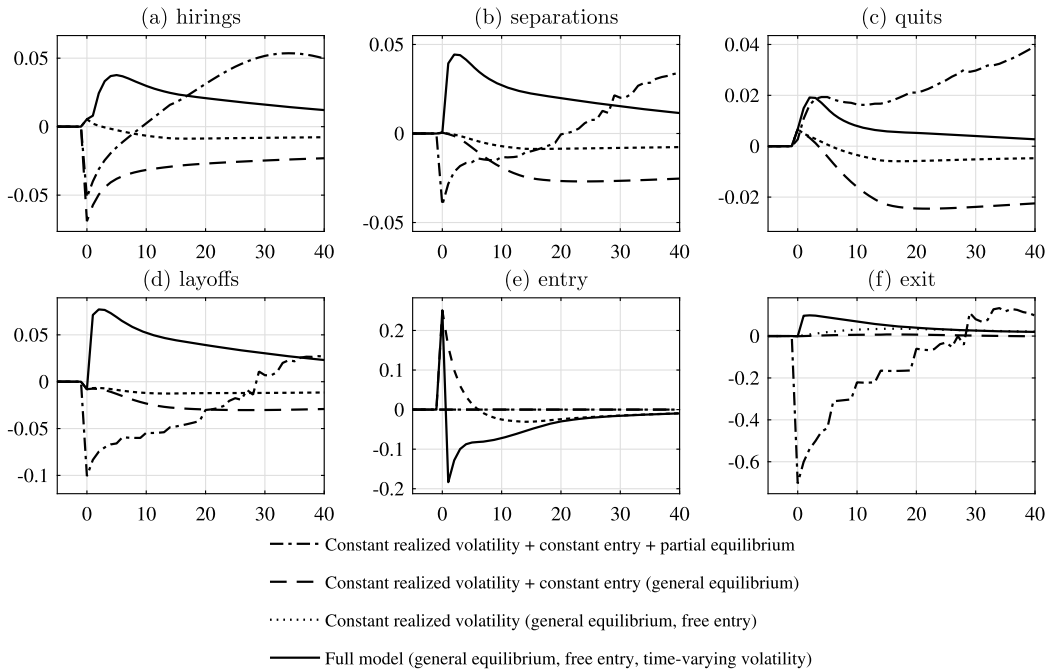 (a) hirings
(b) separations
(c) quits
0.05
0
-0.05
0 10 20 30 40
0.05
0
-0.05
0 10 20 30 40
0.04
0.02
0
-0.02
0 10 20 30 40
(d) layoffs
(e) entry
(f) exit
0.05
0
-0.05
-0.1
0 10 20 30 40
0.2
0.1
0
-0.1
-0.2
0 10 20 30 40
0
-0.2
-0.4
-0.6
0 10 20 30 40
Constant realized volatility + constant entry + partial equilibrium
Constant realized volatility + constant entry (general equilibrium)
Constant realized volatility (general equilibrium, free entry)
Full model (general equilibrium, free entry, time-varying volatility)